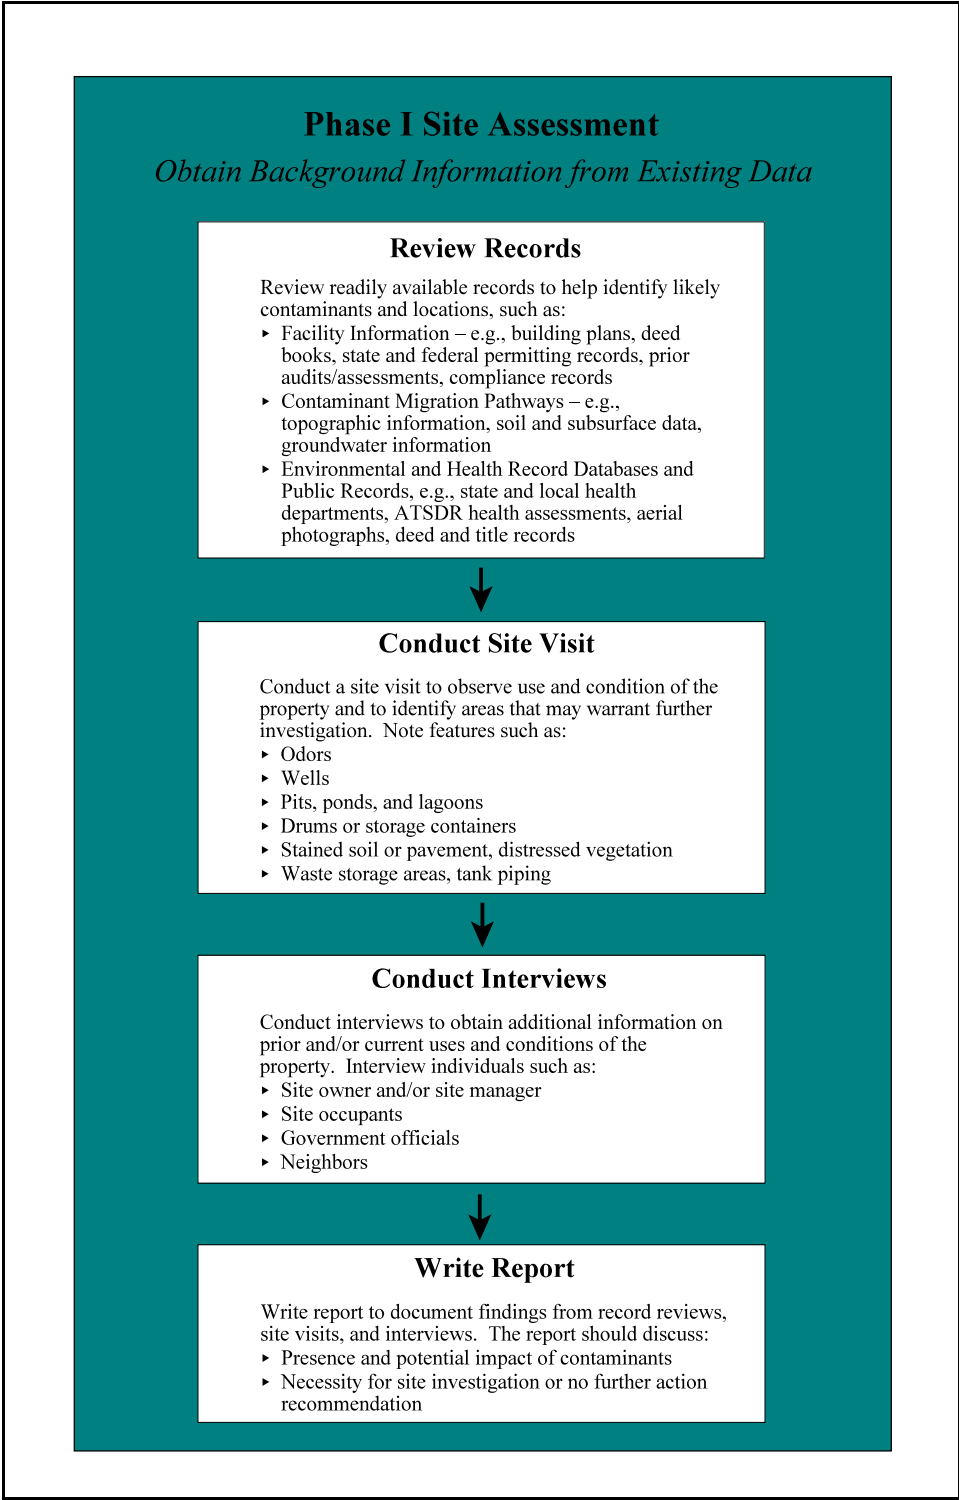 Phase I Site Assessment
Obtain Background Information from Existing Data
Review Records
Review readily available records to help identify likely
contaminants and locations, such as:
‣ Facility Information – e.g., building plans, deed
books, state and federal permitting records, prior
audits/assessments, compliance records
‣ Contaminant Migration Pathways – e.g.,
topographic information, soil and subsurface data,
groundwater information
‣ Environmental and Health Record Databases and
Public Records, e.g., state and local health
departments, ATSDR health assessments, aerial
photographs, deed and title records
Conduct Site Visit
Conduct a site visit to observe use and condition of the
property and to identify areas that may warrant further
investigation.  Note features such as:
‣ Odors
‣ Wells
‣ Pits, ponds, and lagoons
‣ Drums or storage containers
‣ Stained soil or pavement, distressed vegetation
‣ Waste storage areas, tank piping
Conduct Interviews
Conduct interviews to obtain additional information on
prior and/or current uses and conditions of the
property.  Interview individuals such as:
‣ Site owner and/or site manager
‣ Site occupants
‣ Government officials
‣ Neighbors
Write Report
Write report to document findings from record reviews,
site visits, and interviews.  The report should discuss:
‣ Presence and potential impact of contaminants
‣ Necessity for site investigation or no further action
recommendation